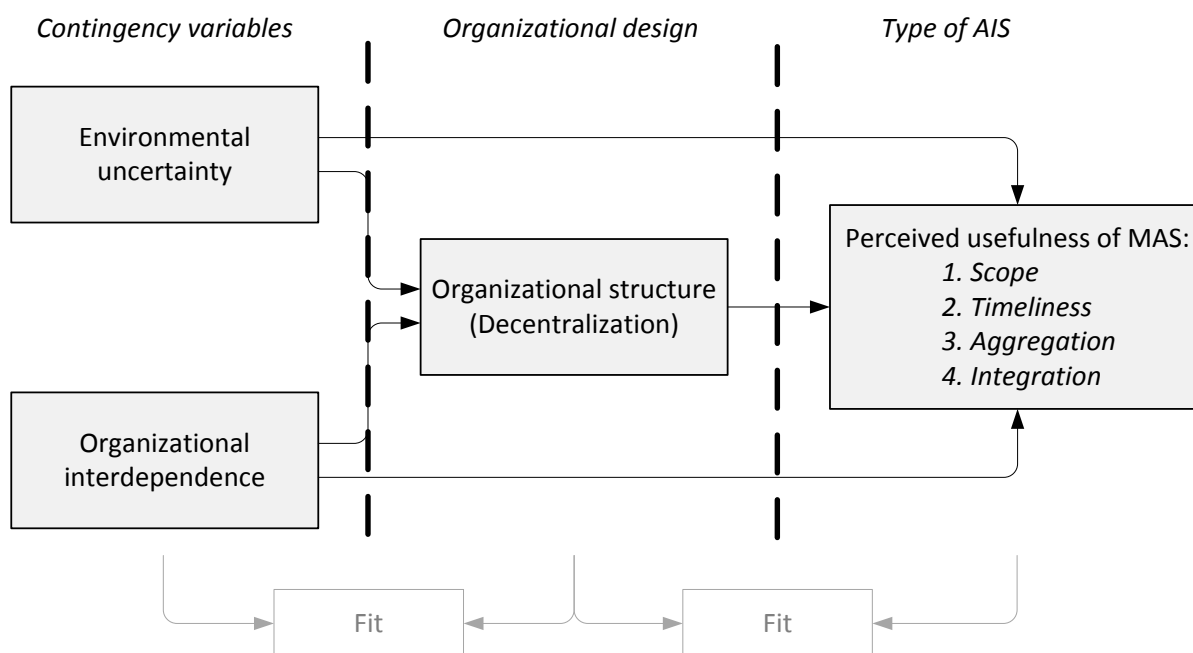 Contingency variables
Organizational design
Type of AIS
Environmental
uncertainty
Organizational structure
(Decentralization)
Perceived usefulness of MAS:
1. Scope
2. Timeliness
3. Aggregation
4. Integration
Organizational
interdependence
Fit
Fit